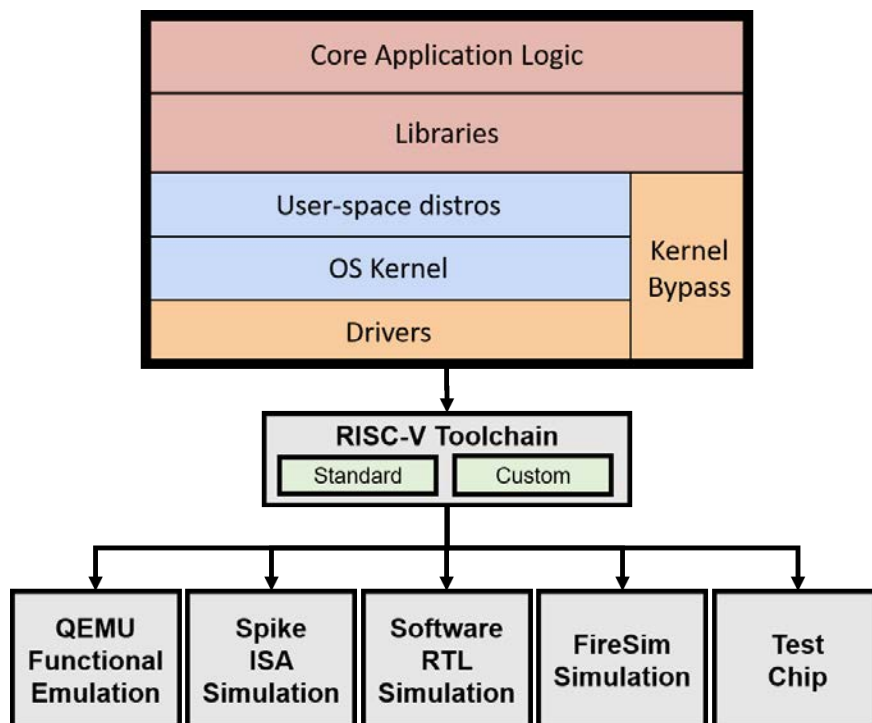 Core Application Logic
Libraries
User-space distros
OS Kernel
Drivers
Kernel
Bypass
RISC-V Toolchain
Standard
Custom
QEMU
Functional
Emulation
Spike
ISA
Simulation
Software
RTL
Simulation
FireSim
Simulation
Test
Chip